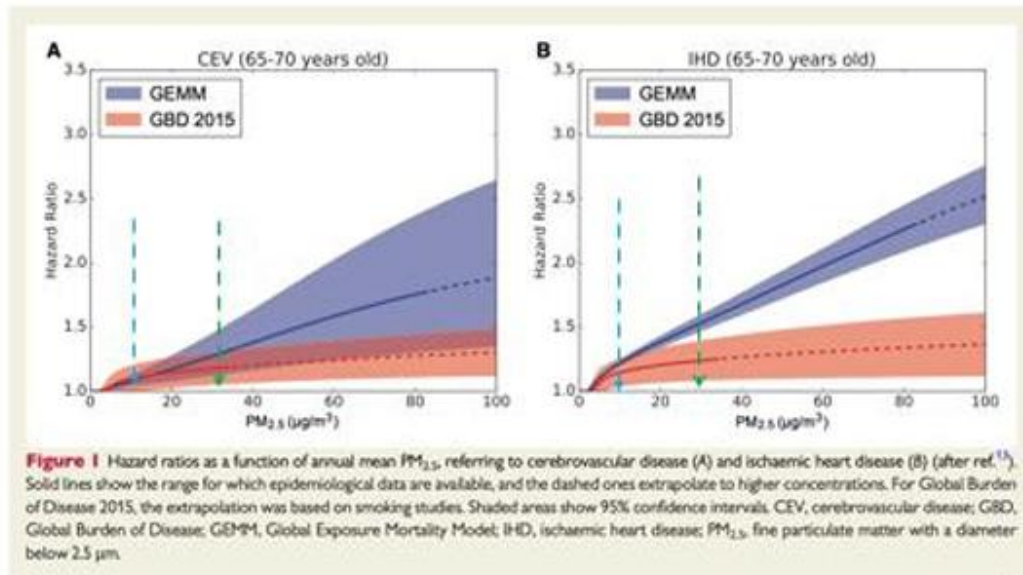 A
CEV (65-70 years old)
3.5
3.0
2.5
2.0
1.5
1.0
Hazard Ratio
GEMM
GBD 2015
0 20 40 60 80 100
PM2.5 (µg/m³)
B
IHD (65-70 years old)
3.5
3.0
2.5
2.0
1.5
1.0
Hazard Ratio
GEMM
GBD 2015
0 20 40 60 80 100
PM2.5 (µg/m³)
Figure 1 Hazard ratios as a function of annual mean PM2.5, referring to cerebrovascular disease (A) and ischaemic heart disease (B) (after ref.
Solid lines show the range for which epidemiological data are available, and the dashed ones extrapolate to higher concentrations. For Global Burden
of Disease 2015, the extrapolation was based on smoking studies. Shaded areas show 95% confidence intervals. CEV, cerebrovascular disease; GBD,
Global Burden of Disease; GEMM, Global Exposure Mortality Model; IHD, ischaemic heart disease; PM2.5, fine particulate matter with a diameter
below 2.5 µm.